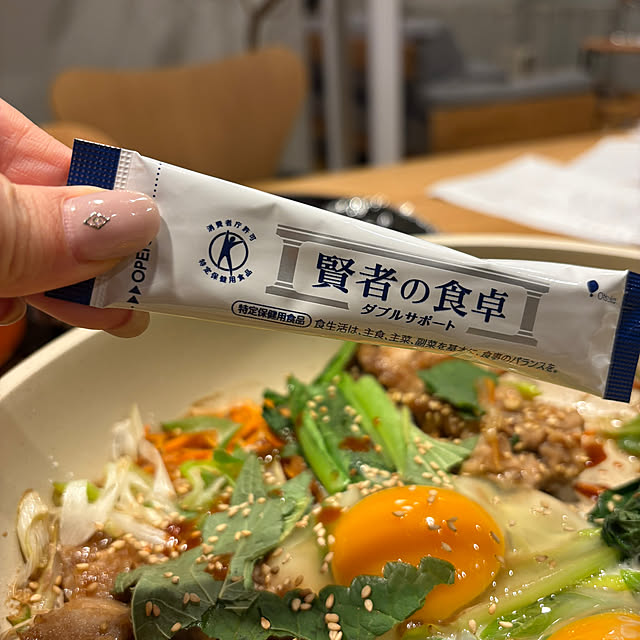 OPEN
消費者庁許可
特定保健用食品
賢者の食卓
ダブルサポート
特定保健用食品
食生活は、主食、主菜、副菜を基本に、食事のバランスを。
Otsuka